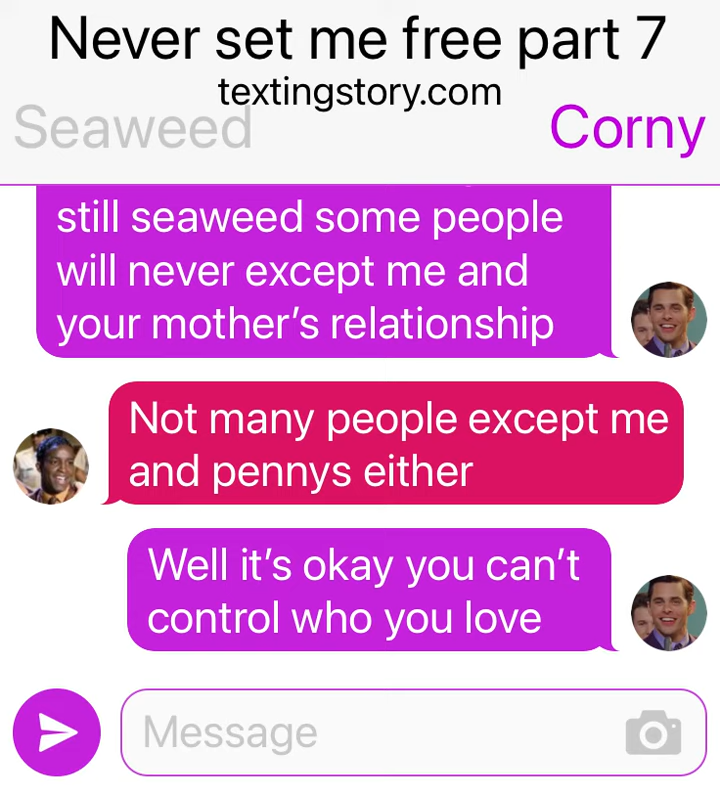 Never set me free part 7
textingstory.com
Seaweed
Corny
still seaweed some people
will never except me and
your mother’s relationship
Not many people except me
and pennys either
Well it’s okay you can’t
control who you love
Message